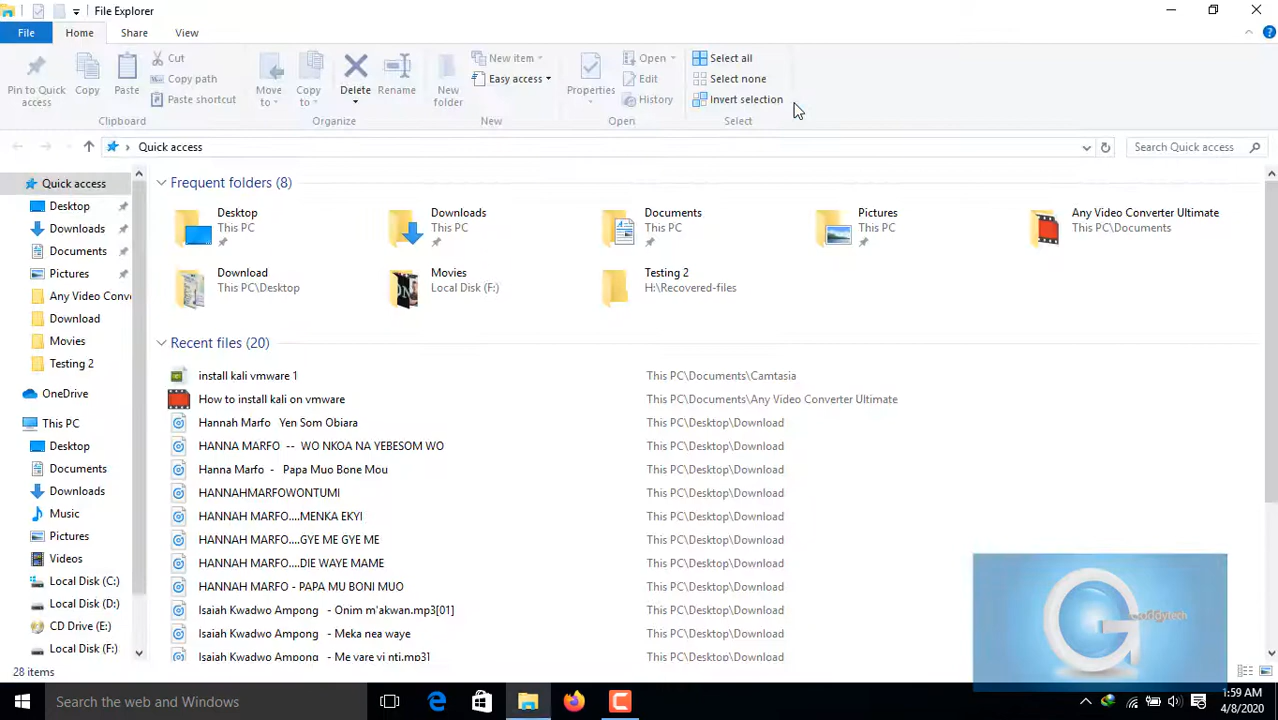 File Explorer
File Home Share View
Pin to Quick access
Copy
Paste
Cut
Copy path
Paste shortcut
Clipboard
Move to
Copy to
Delete
Rename
Organize
New folder
New item
Easy access
New
Properties
Open
Edit
History
Open
Select all
Select none
Invert selection
Select
Quick access
Search Quick access
Quick access
Desktop
Downloads
Documents
Pictures
Any Video Conve
Download
Movies
Testing 2
OneDrive
This PC
Desktop
Documents
Downloads
Music
Pictures
Videos
Local Disk (C:)
Local Disk (D:)
CD Drive (E:)
Local Disk (F:)
Frequent folders (8)
Desktop
This PC
Downloads
This PC
Documents
This PC
Pictures
This PC
Any Video Converter Ultimate
This PC\Documents
Download
This PC\Desktop
Movies
Local Disk (F:)
Testing 2
H:\Recovered-files
Recent files (20)
install kali vmware 1 This PC\Documents\Camtasia
How to install kali on vmware This PC\Documents\Any Video Converter Ultimate
Hannah Marfo Yen Som Obiara This PC\Desktop\Download
HANNA MARFO -- WO NKOA NA YEBESOM WO This PC\Desktop\Download
Hanna Marfo - Papa Muo Bone Mou This PC\Desktop\Download
HANNAHMARFOWONTUMI This PC\Desktop\Download
HANNAH MARFO....MENKA EKYI This PC\Desktop\Download
HANNAH MARFO....GYE ME GYE ME This PC\Desktop\Download
HANNAH MARFO....DIE WAYE MAME This PC\Desktop\Download
HANNAH MARFO - PAPA MU BONI MUO This PC\Desktop\Download
Isaiah Kwadwo Ampong - Onim m'akwan.mp3[01] This PC\Desktop\Download
Isaiah Kwadwo Ampong - Meka nea waye This PC\Desktop\Download
Isaiah Kwadwo Ampong - Me vare vi nti.mp3] This PC\Desktop\Download
28 items
Search the web and Windows
1:59 AM
4/8/2020